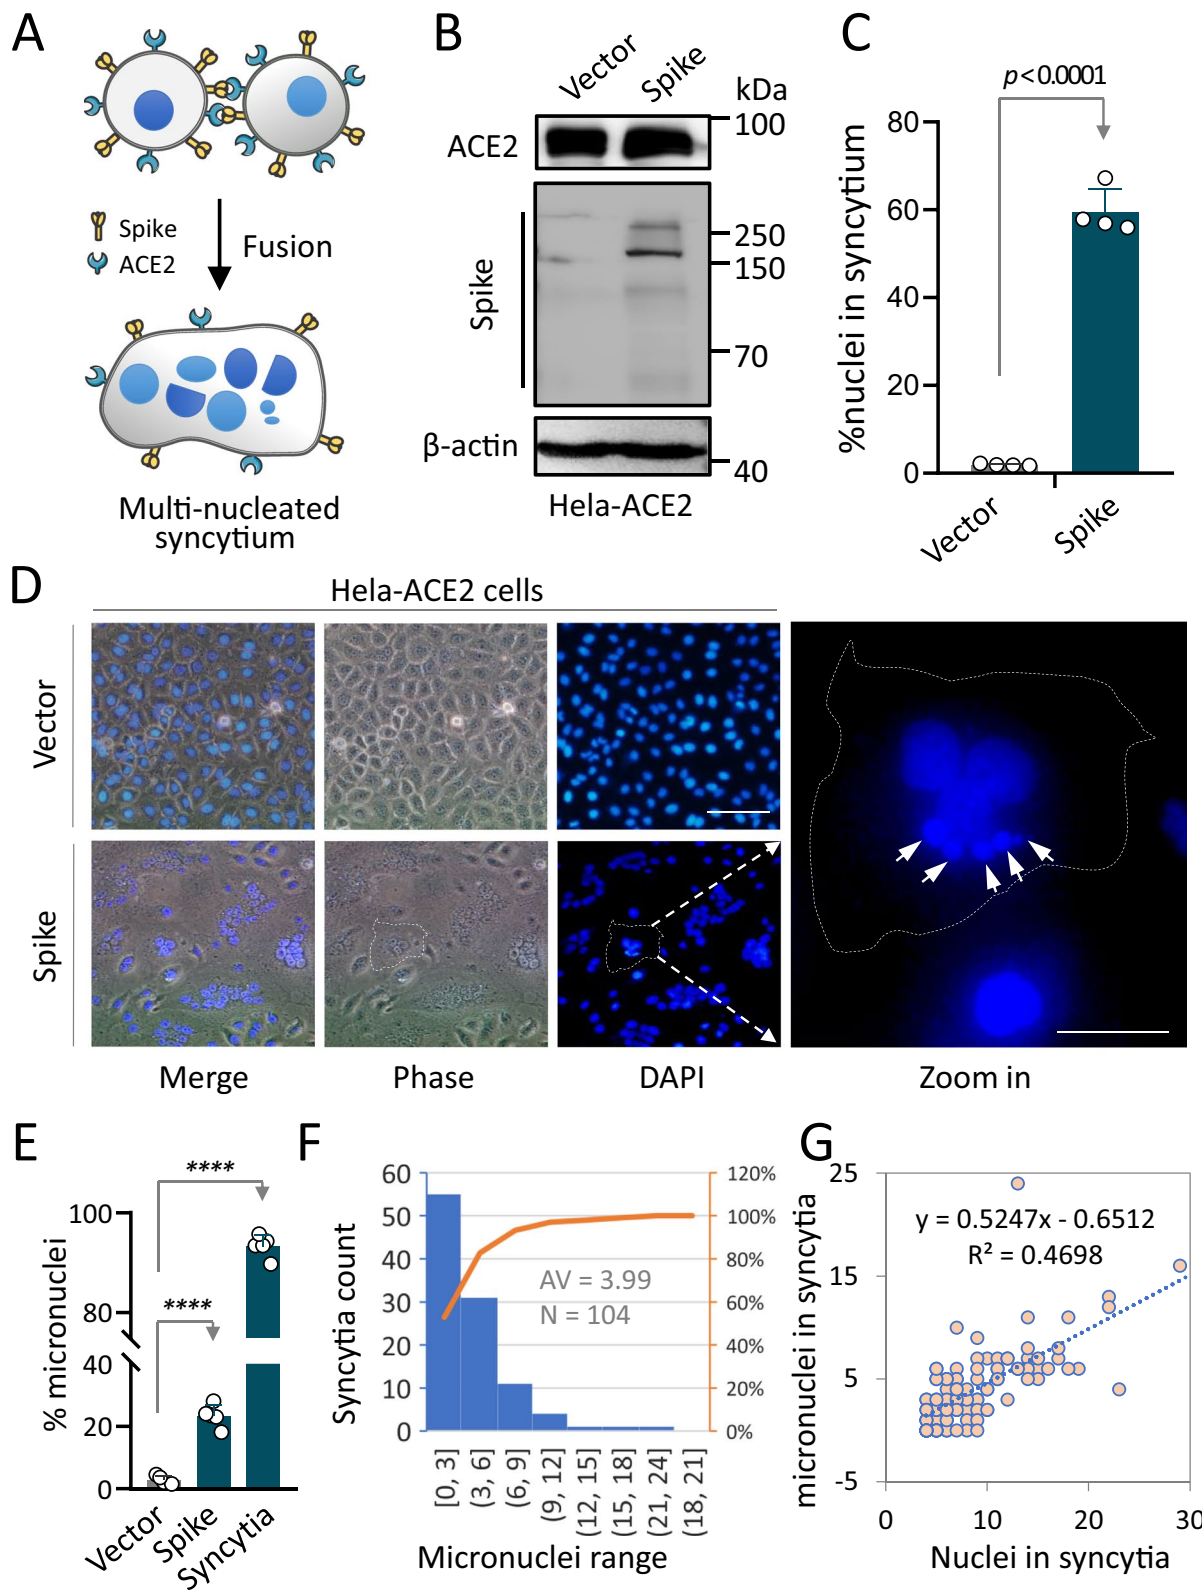 A
Spike
ACE2
Fusion
Multi-nucleated
syncytium
B
Vector
Spike
kDa
ACE2
100
Spike
250
150
70
β-actin
40
Hela-ACE2
C
p<0.0001
%nuclei in syncytium
80
60
40
20
0
Vector
Spike
D
Hela-ACE2 cells
Vector
Spike
Merge
Phase
DAPI
Zoom in
E
% micronuclei
****
****
100
80
40
20
0
Vector
Spike
Syncytia
F
Syncytia count
60
50
40
30
20
10
0
120%
100%
80%
60%
40%
20%
0%
AV = 3.99
N = 104
[0, 3]
(3, 6]
(6, 9]
(9, 12]
(12, 15]
(15, 18]
(21, 24]
(18, 21]
Micronuclei range
G
micronuclei in syncytia
25
15
5
-5
y = 0.5247x - 0.6512
R² = 0.4698
0
10
20
30
Nuclei in syncytia